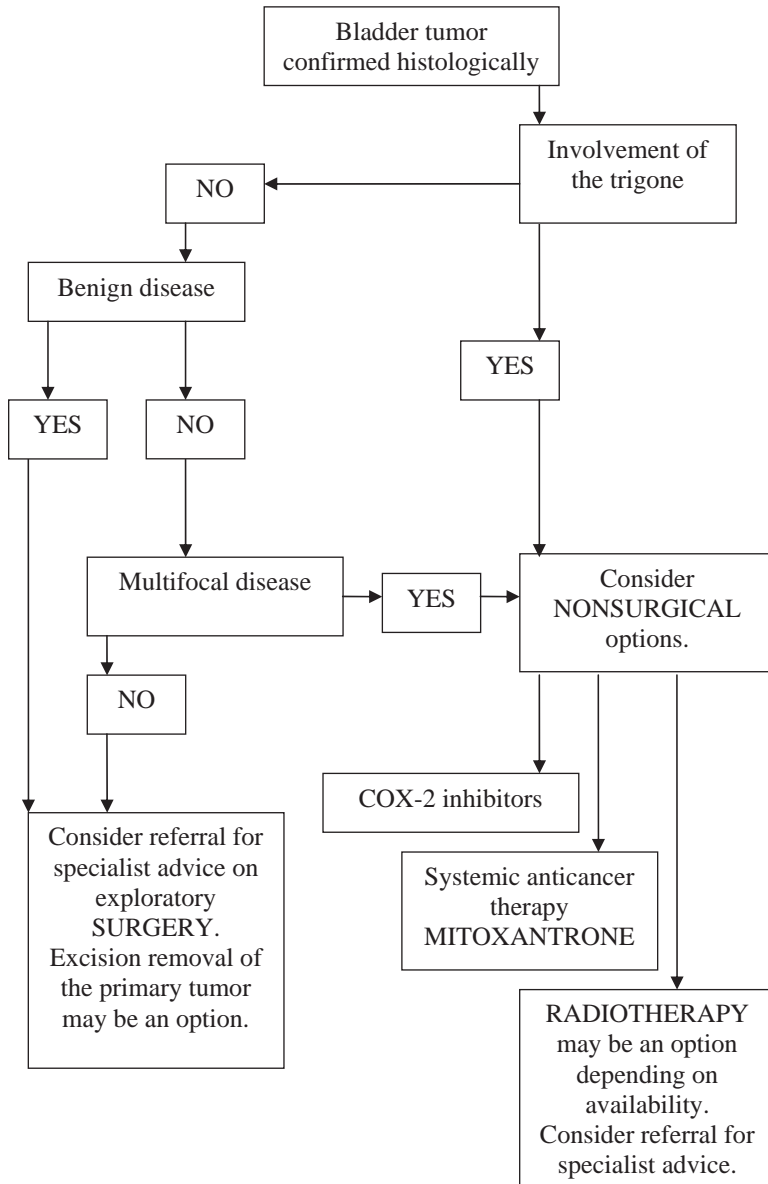 Bladder tumor
confirmed histologically
Involvement of
the trigone
NO
Benign disease
YES
YES
NO
Multifocal disease
YES
Consider
NONSURGICAL
options.
NO
COX-2 inhibitors
Consider referral for
specialist advice on
exploratory
SURGERY.
Excision removal of
the primary tumor
may be an option.
Systemic anticancer
therapy
MITOXANTRONE
RADIOTHERAPY
may be an option
depending on
availability.
Consider referral for
specialist advice.